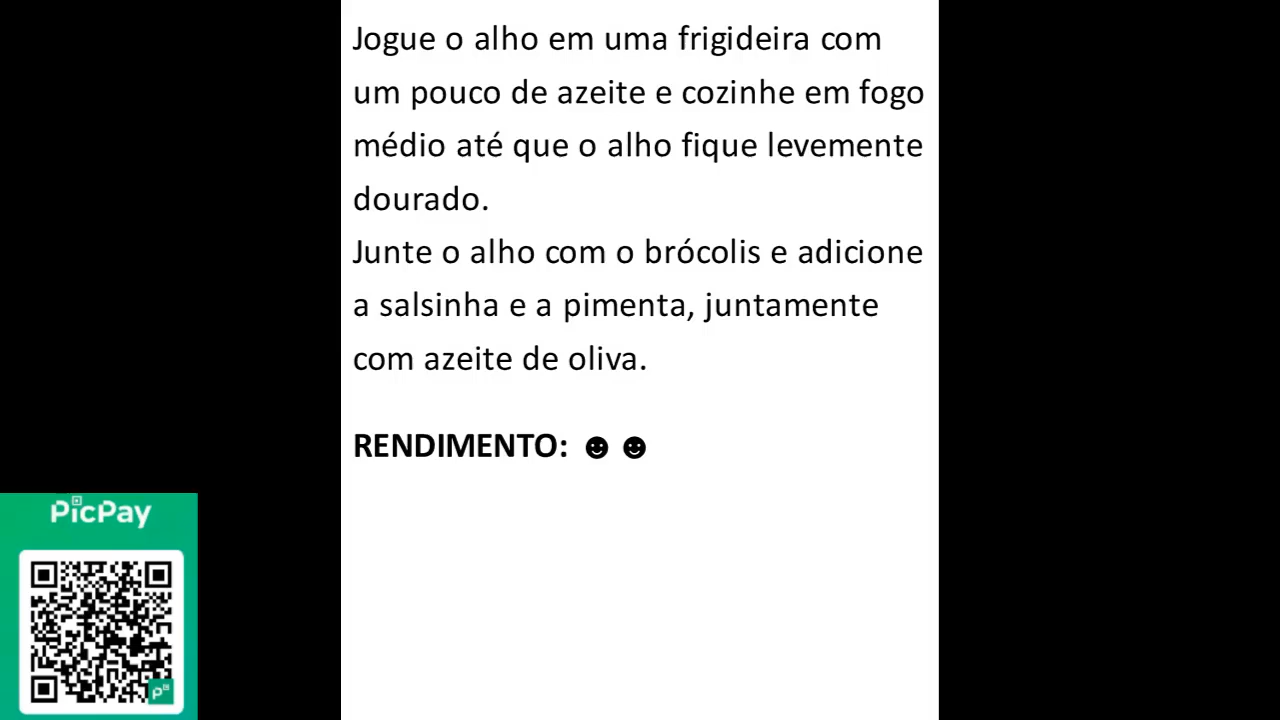 Jogue o alho em uma frigideira com
um pouco de azeite e cozinhe em fogo
médio até que o alho fique levemente
dourado.
Junte o alho com o brócolis e adicione
a salsinha e a pimenta, juntamente
com azeite de oliva.
RENDIMENTO: ☻☻
PicPay